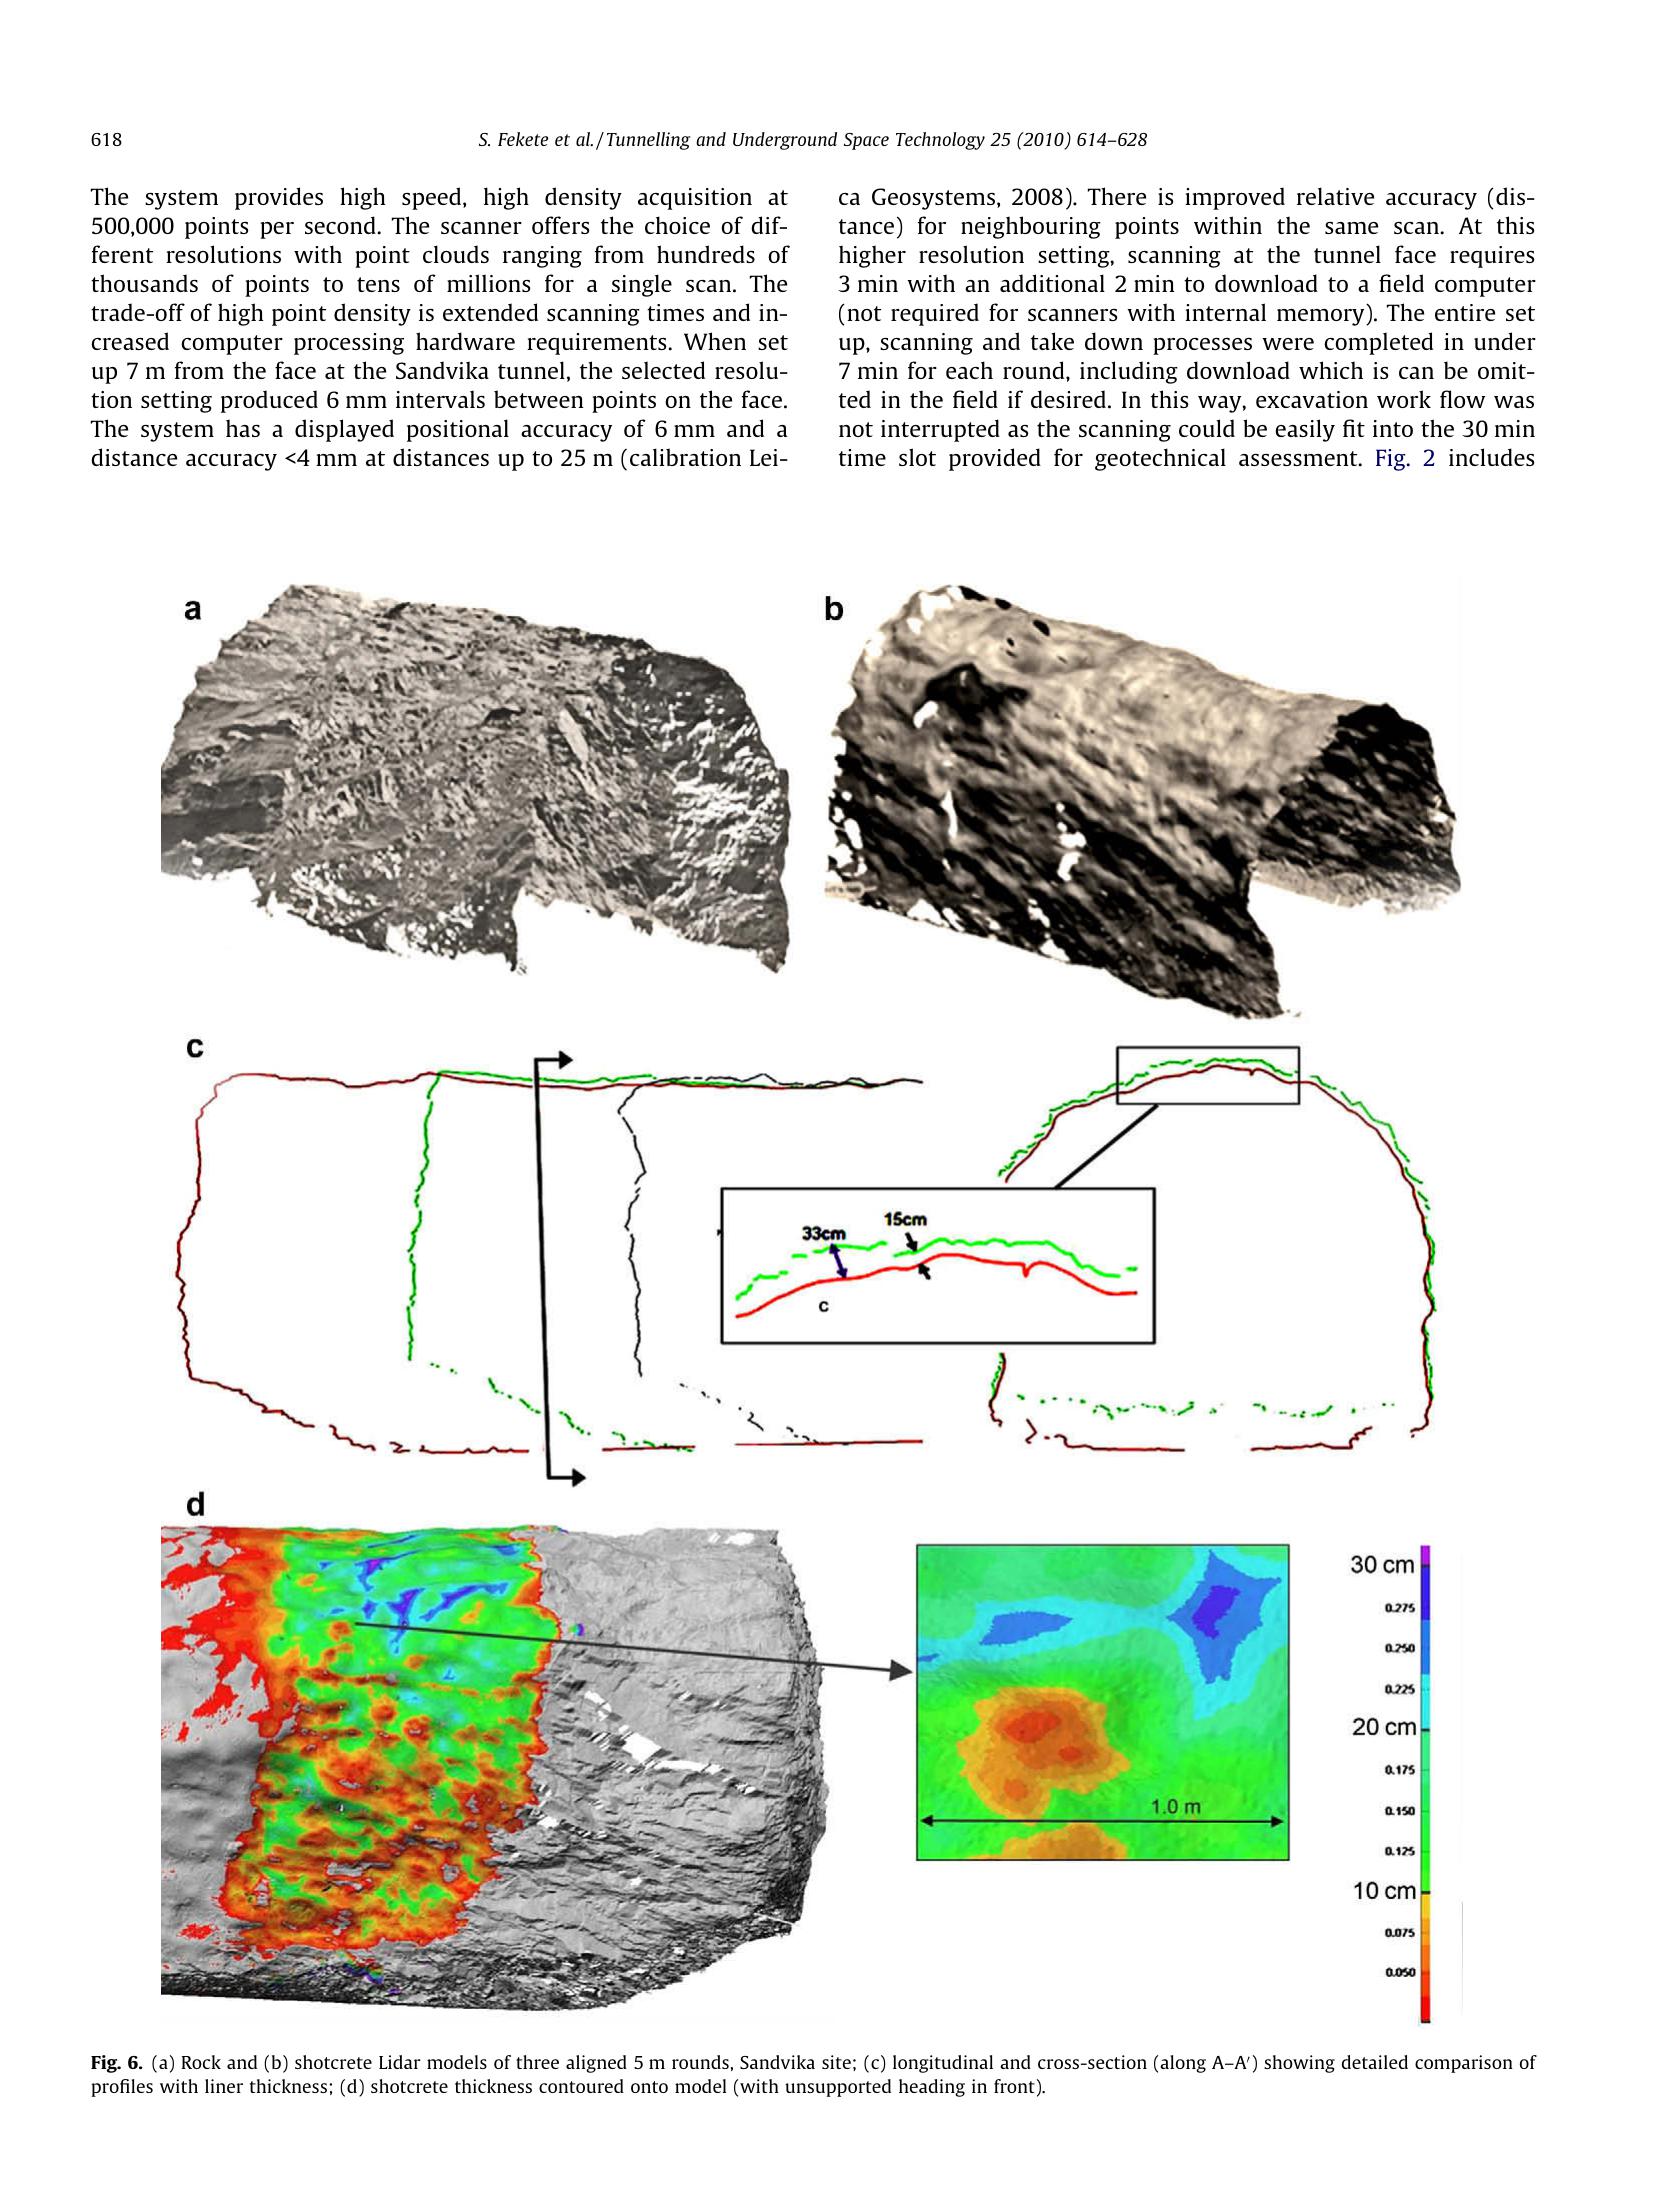 618
S. Fekete et al. / Tunnelling and Underground Space Technology 25 (2010) 614–628
The system provides high speed, high density acquisition at
500,000 points per second. The scanner offers the choice of dif-
ferent resolutions with point clouds ranging from hundreds of
thousands of points to tens of millions for a single scan. The
trade-off of high point density is extended scanning times and in-
creased computer processing hardware requirements. When set
up 7 m from the face at the Sandvika tunnel, the selected resolu-
tion setting produced 6 mm intervals between points on the face.
The system has a displayed positional accuracy of 6 mm and a
distance accuracy <4 mm at distances up to 25 m (calibration Lei-
ca Geosystems, 2008). There is improved relative accuracy (dis-
tance) for neighbouring points within the same scan. At this
higher resolution setting, scanning at the tunnel face requires
3 min with an additional 2 min to download to a field computer
(not required for scanners with internal memory). The entire set
up, scanning and take down processes were completed in under
7 min for each round, including download which is can be omit-
ted in the field if desired. In this way, excavation work flow was
not interrupted as the scanning could be easily fit into the 30 min
time slot provided for geotechnical assessment. Fig. 2 includes
a
b
c
33cm
15cm
c
d
1.0 m
30 cm
0.275
0.250
0.225
20 cm
0.175
0.150
0.125
10 cm
0.075
0.050
Fig. 6. (a) Rock and (b) shotcrete Lidar models of three aligned 5 m rounds, Sandvika site; (c) longitudinal and cross-section (along A–A′) showing detailed comparison of
profiles with liner thickness; (d) shotcrete thickness contoured onto model (with unsupported heading in front).